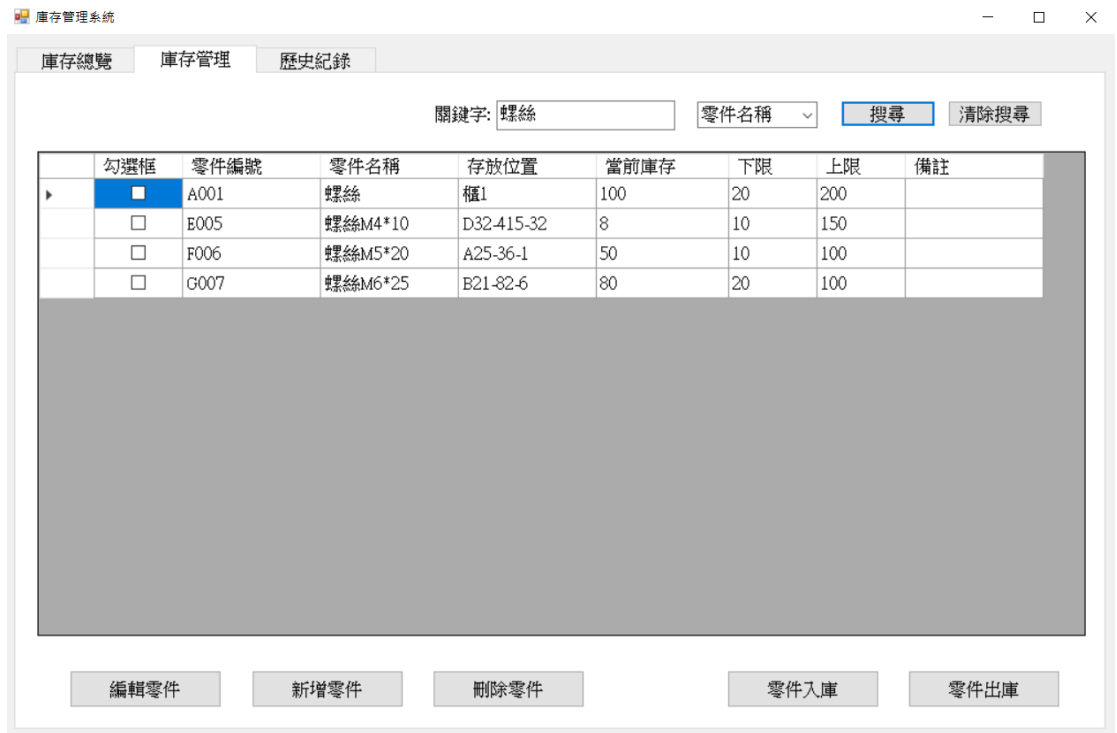 庫存管理系統
庫存總覽 庫存管理 歷史紀錄
關鍵字: 螺絲 零件名稱 搜尋 清除搜尋
勾選框 零件編號 零件名稱 存放位置 當前庫存 下限 上限 備註
A001 螺絲 櫃1 100 20 200
E005 螺絲M4*10 D32-415-32 8 10 150
F006 螺絲M5*20 A25-36-1 50 10 100
G007 螺絲M6*25 B21-82-6 80 20 100
編輯零件 新增零件 刪除零件 零件入庫 零件出庫